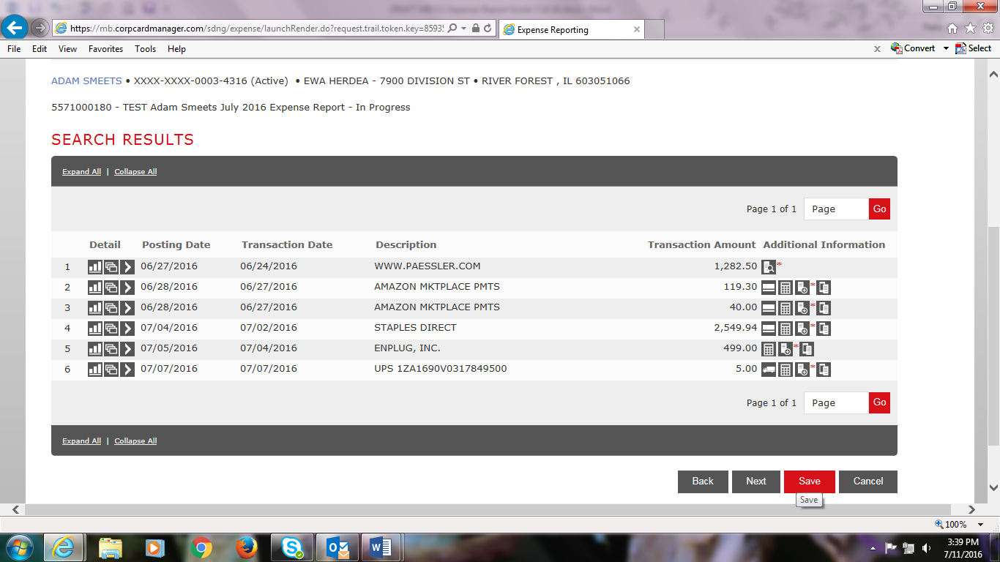 https://mb.corpcardmanager.com/sdng/expense/launchRender.do?request.trail.token.key=8593
Expense Reporting
File Edit View Favorites Tools Help
x Convert Select
ADAM SMEETS • XXXX-XXXX-0003-4316 (Active) • EWA HERDEA - 7900 DIVISION ST • RIVER FOREST , IL 603051066
5571000180 - TEST Adam Smeets July 2016 Expense Report - In Progress
SEARCH RESULTS
Expand All | Collapse All
Page 1 of 1 Page Go
Detail Posting Date Transaction Date Description Transaction Amount Additional Information
1 06/27/2016 06/24/2016 WWW.PAESSLER.COM 1,282.50 *
2 06/28/2016 06/27/2016 AMAZON MKTPLACE PMTS 119.30 *
3 06/28/2016 06/27/2016 AMAZON MKTPLACE PMTS 40.00 *
4 07/04/2016 07/02/2016 STAPLES DIRECT 2,549.94 *
5 07/05/2016 07/04/2016 ENPLUG, INC. 499.00 *
6 07/07/2016 07/07/2016 UPS 1ZA1690V0317849500 5.00 *
Page 1 of 1 Page Go
Expand All | Collapse All
Back Next Save Cancel
Save
100%
3:39 PM
7/11/2016